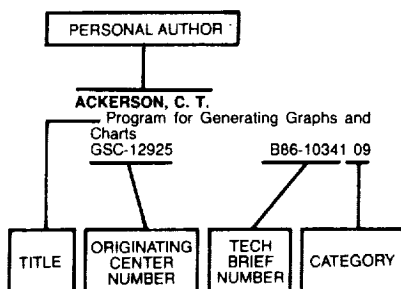 PERSONAL AUTHOR
ACKERSON, C. T.
Program for Generating Graphs and
Charts
GSC-12925 B86-10341 09
TITLE
ORIGINATING
CENTER
NUMBER
TECH
BRIEF
NUMBER
CATEGORY